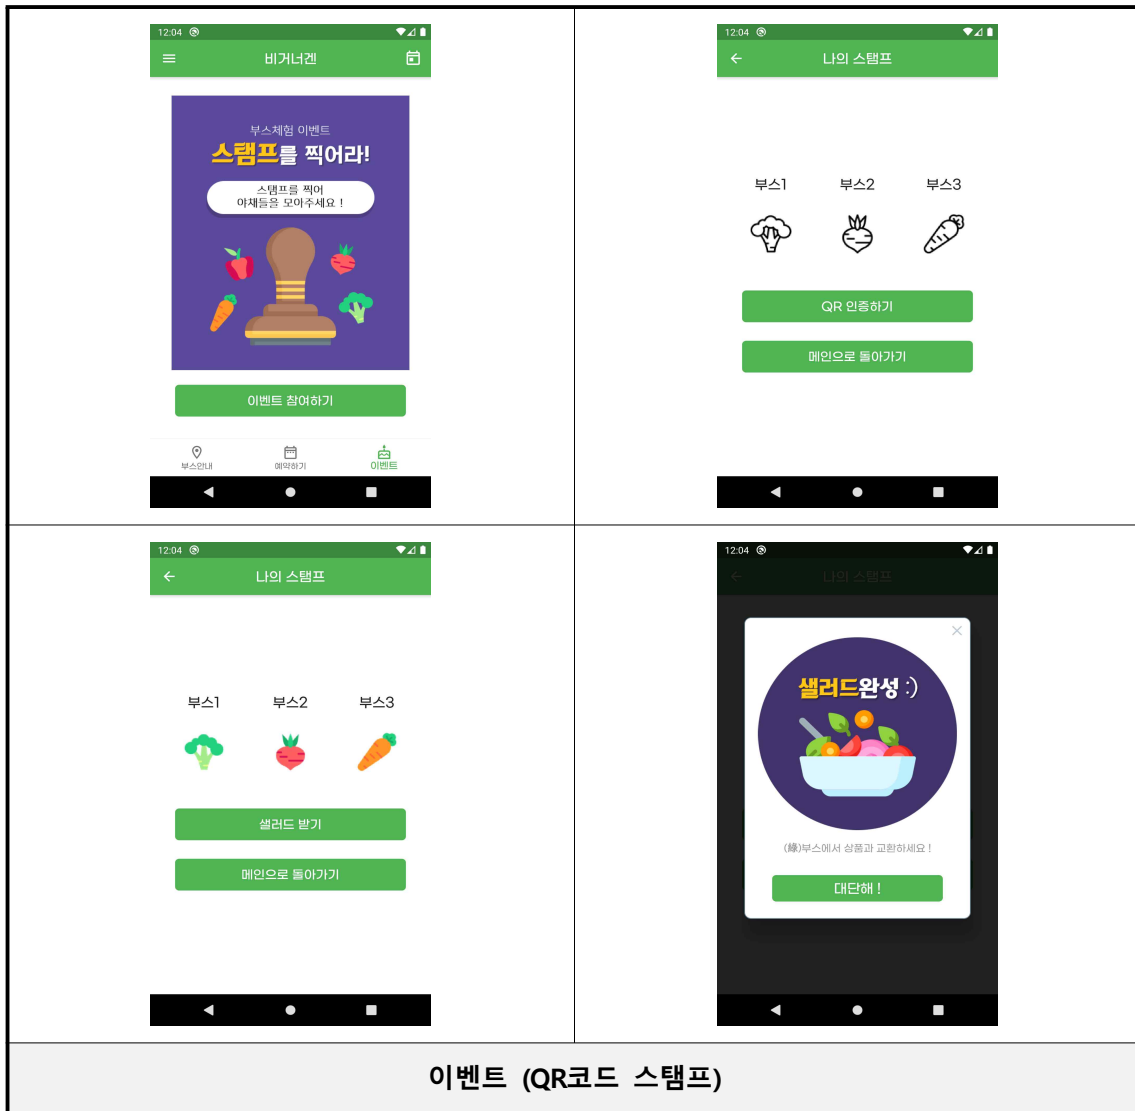 12:04
비거너겐
부스체험 이벤트
스탬프를 찍어라!
스탬프를 찍어
야채들을 모아주세요 !
이벤트 참여하기
부스안내 예약하기 이벤트
12:04
나의 스탬프
부스1 부스2 부스3
QR 인증하기
메인으로 돌아가기
12:04
나의 스탬프
부스1 부스2 부스3
샐러드 받기
메인으로 돌아가기
12:04
나의 스탬프
샐러드완성 :)
(綠)부스에서 상품과 교환하세요 !
대단해 !
이벤트 (QR코드 스탬프)